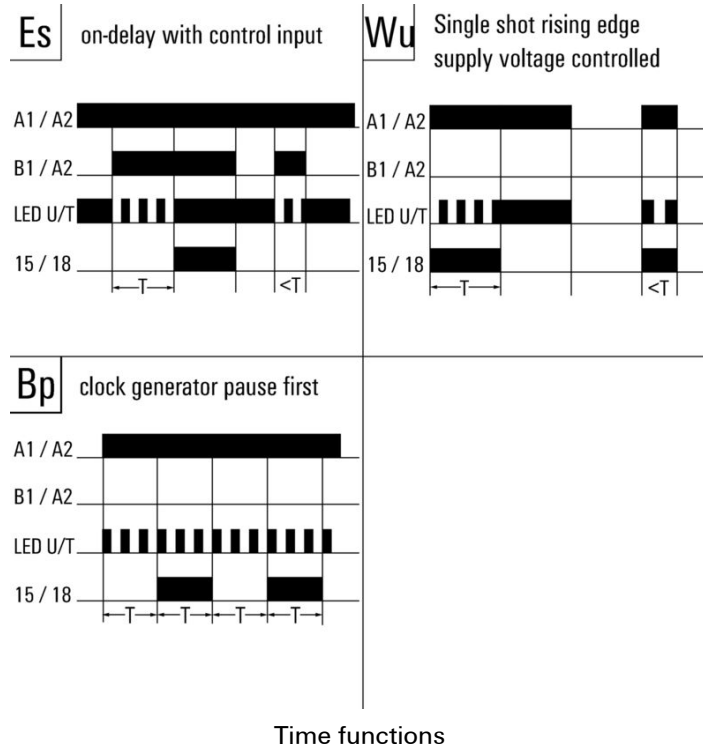 Es on-delay with control input
A1 / A2
B1 / A2
LED U/T
15 / 18
T <T
Wu Single shot rising edge
supply voltage controlled
A1 / A2
B1 / A2
LED U/T
15 / 18
T <T
Bp clock generator pause first
A1 / A2
B1 / A2
LED U/T
15 / 18
T T T T
Time functions